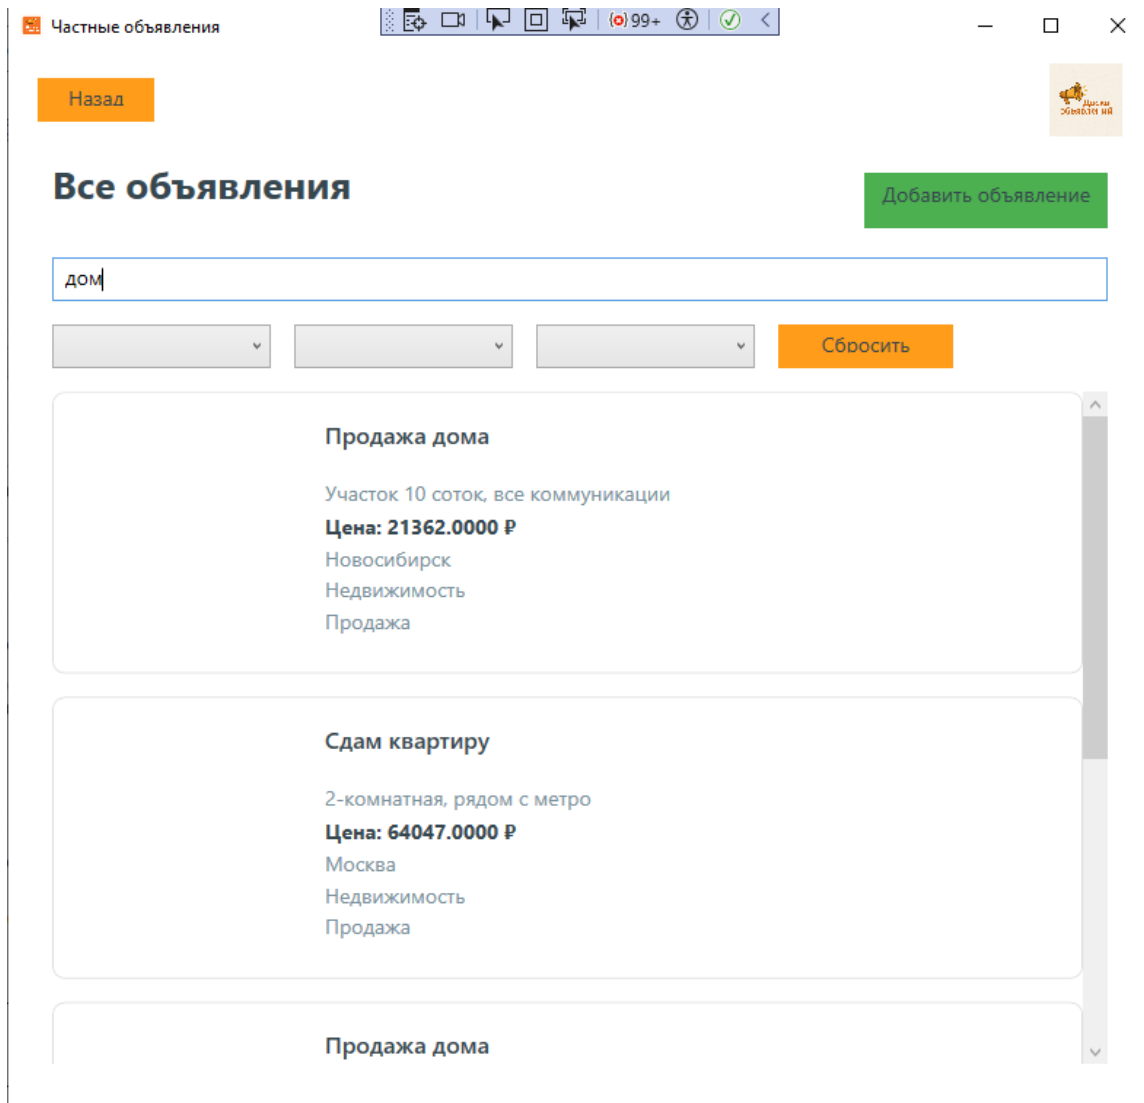 Частные объявления
99+
Назад
Все объявления
Добавить объявление
дом
Сбросить
Продажа дома
Участок 10 соток, все коммуникации
Цена: 21362.0000 ₽
Новосибирск
Недвижимость
Продажа
Сдам квартиру
2-комнатная, рядом с метро
Цена: 64047.0000 ₽
Москва
Недвижимость
Продажа
Продажа дома